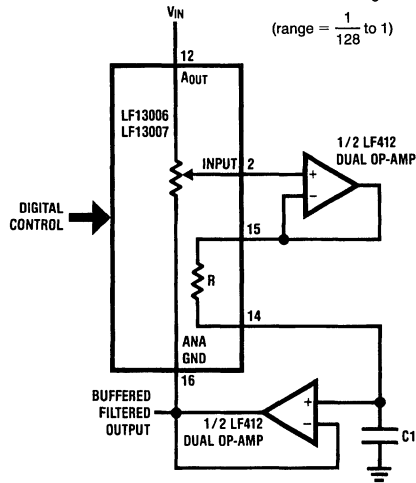 VIN
(range = 1/128 to 1)
12
AOUT
LF13006
LF13007
INPUT
2
1/2 LF412
DUAL OP-AMP
+
−
DIGITAL
CONTROL
15
R
14
ANA
GND
16
BUFFERED
FILTERED
OUTPUT
1/2 LF412
DUAL OP-AMP
+
−
C1